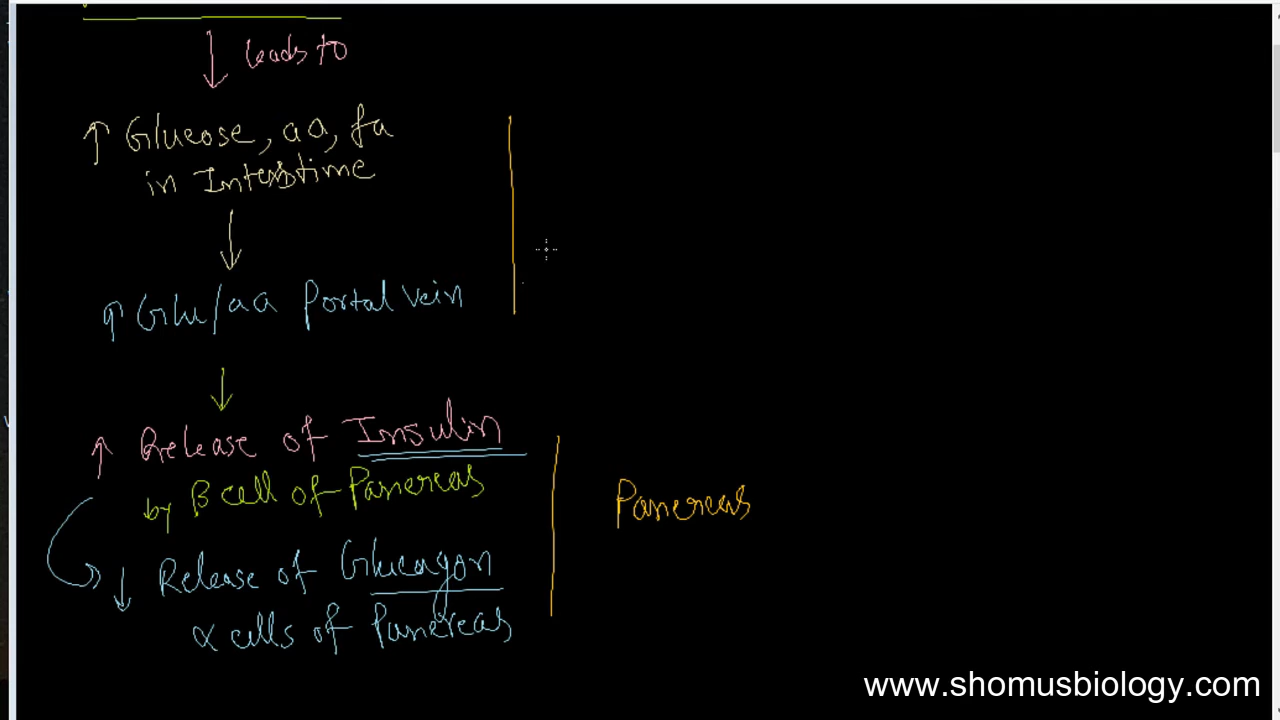 ↓ leads to
↑ Glucose, aa, fa
in Interstime
↓
↑ Glu/aa Portal vein
↓
↑ Release of Insulin
by β cell of Pancreas
↓ Release of Glucagon
α cells of Pancreas
Pancreas
www.shomusbiology.com